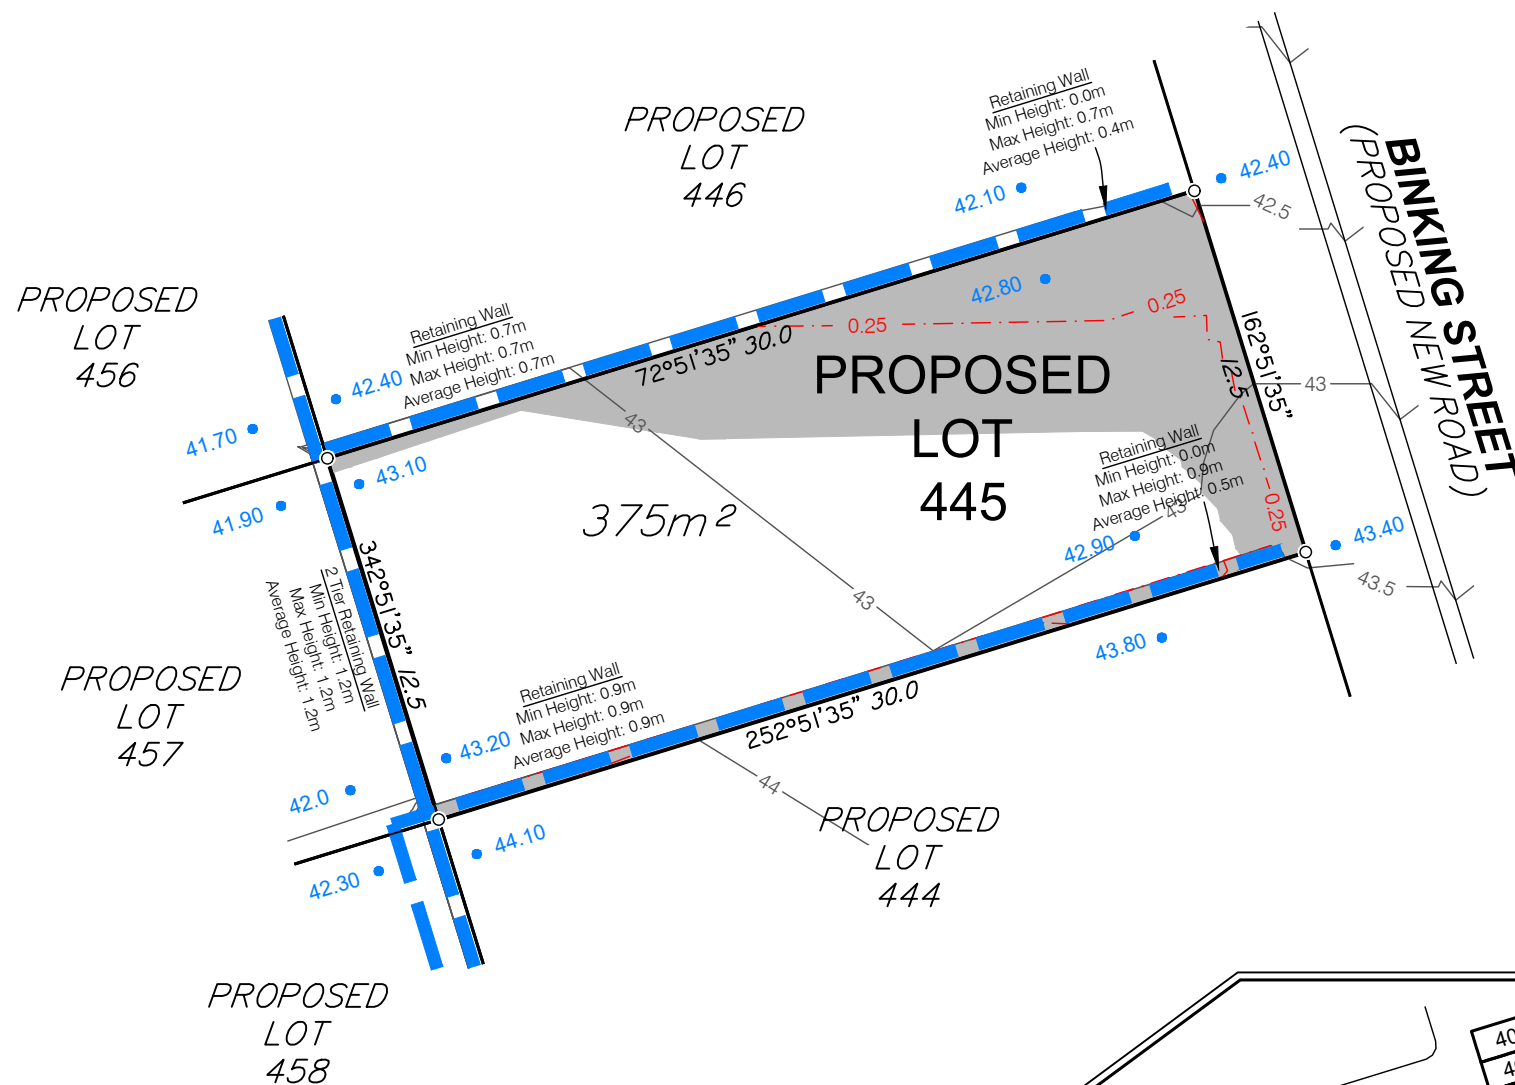 PROPOSED
LOT
446
Retaining Wall
Min Height: 0.0m
Max Height: 0.7m
Average Height: 0.4m
42.10
42.40
42.5
BINKING STREET
(PROPOSED NEW ROAD)
PROPOSED
LOT
456
Retaining Wall
Min Height: 0.7m
Max Height: 0.7m
Average Height: 0.7m
42.40
41.70
43.10
41.90
72°51'35" 30.0
42.80
0.25
0.25
162°51'35"
12.5
43
PROPOSED
LOT
445
375m²
43
43
43
Retaining Wall
Min Height: 0.0m
Max Height: 0.9m
Average Height: 0.5m
42.90
0.25
43.40
43.5
43.80
342°51'35" 12.5
2 Tier Retaining Wall
Min Height: 1.2m
Max Height: 1.2m
Average Height: 1.2m
PROPOSED
LOT
457
Retaining Wall
Min Height: 0.9m
Max Height: 0.9m
Average Height: 0.9m
43.20
252°51'35" 30.0
42.0
44
44.10
42.30
PROPOSED
LOT
444
PROPOSED
LOT
458